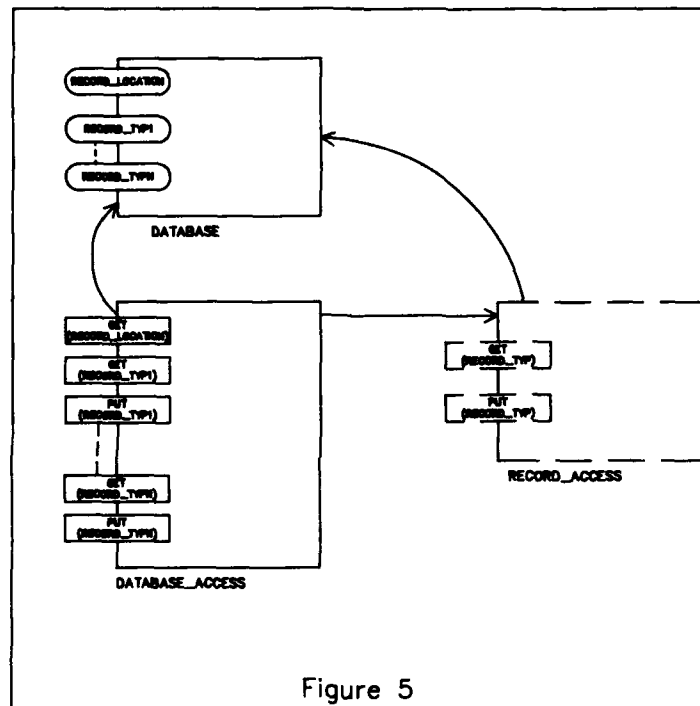 RECORD_LOCATION
RECORD_TYP1
RECORD_TYPN
DATABASE
GET
(RECORD_LOCATION)
GET
(RECORD_TYP1)
PUT
(RECORD_TYP1)
GET
(RECORD_TYPN)
PUT
(RECORD_TYPN)
DATABASE_ACCESS
GET
(RECORD_TYP)
PUT
(RECORD_TYP)
RECORD_ACCESS
Figure 5